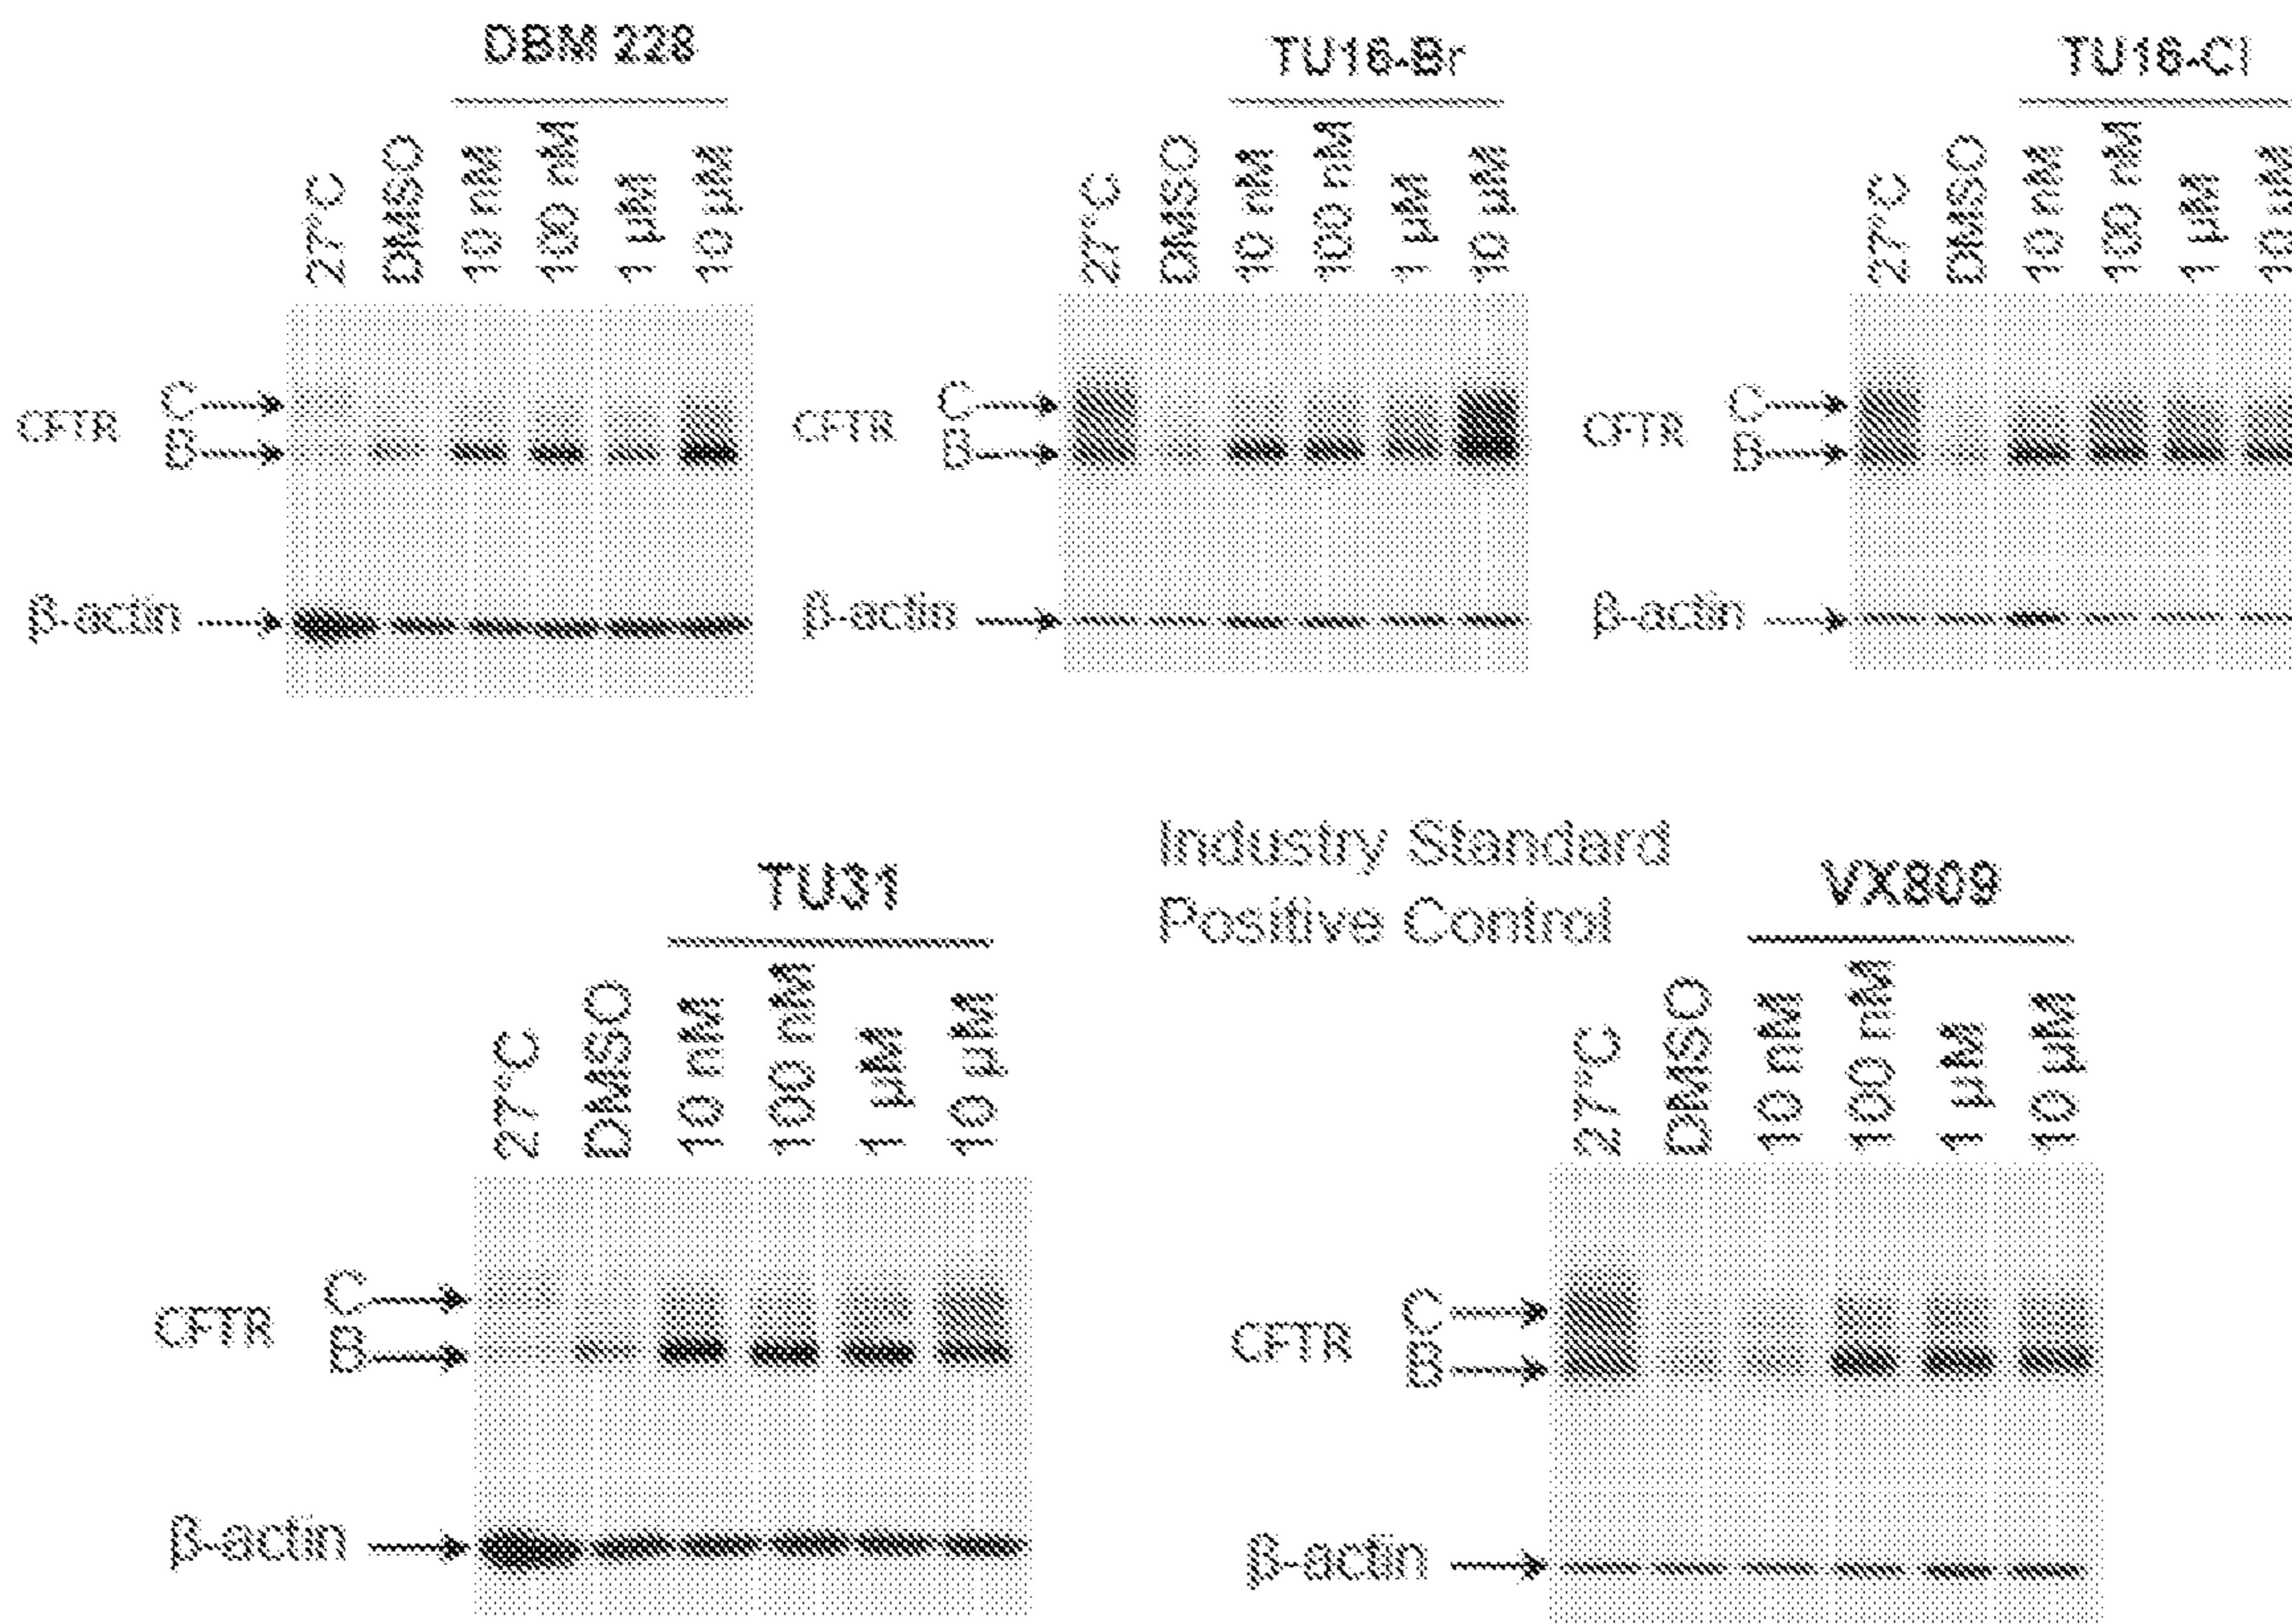 DBM 228
27°C
DMSO
10 nM
100 nM
1 µM
10 µM
CFTR
C
B
β-actin
TU16-Br
27°C
DMSO
10 nM
100 nM
1 µM
10 µM
CFTR
C
B
β-actin
TU16-Cl
27°C
DMSO
10 nM
100 nM
1 µM
10 µM
CFTR
C
B
β-actin
TU31
27°C
DMSO
10 nM
100 nM
1 µM
10 µM
CFTR
C
B
β-actin
Industry Standard
Positive Control
VX809
27°C
DMSO
10 nM
100 nM
1 µM
10 µM
CFTR
C
B
β-actin